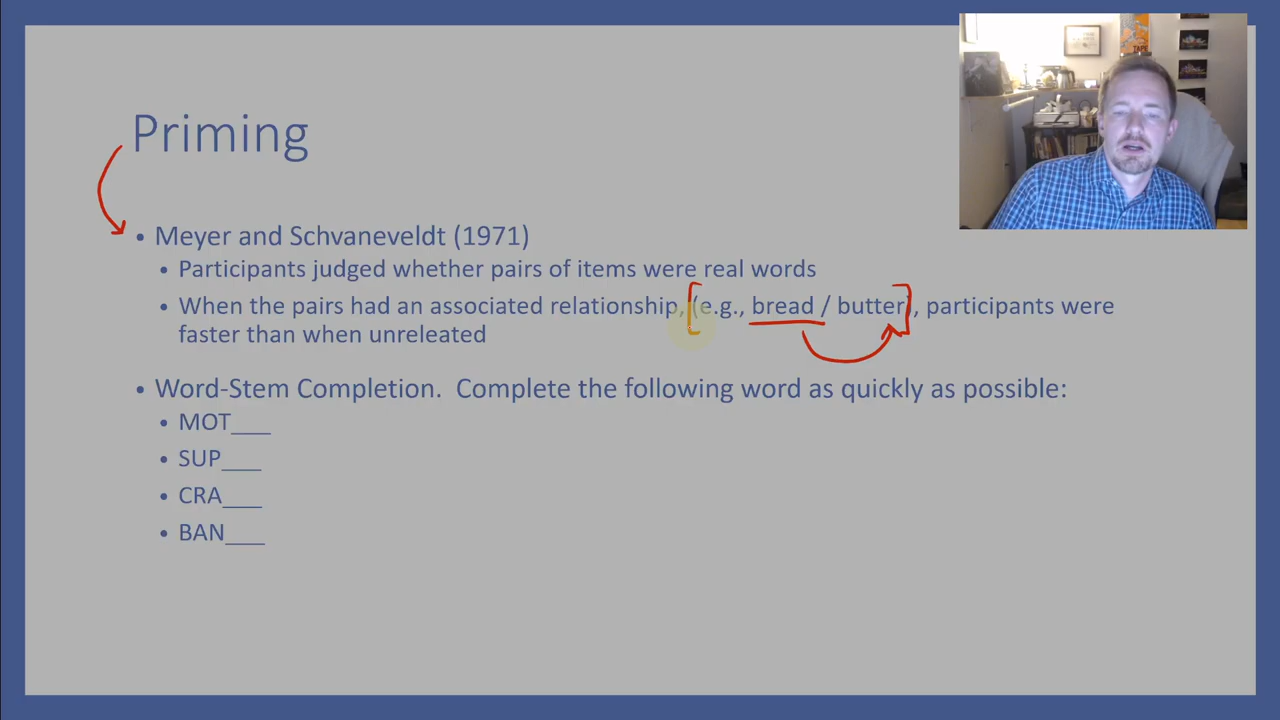 Priming
• Meyer and Schvaneveldt (1971)
• Participants judged whether pairs of items were real words
• When the pairs had an associated relationship, (e.g., bread / butter), participants were
faster than when unreleated
• Word-Stem Completion. Complete the following word as quickly as possible:
• MOT___
• SUP___
• CRA___
• BAN___
TAPE